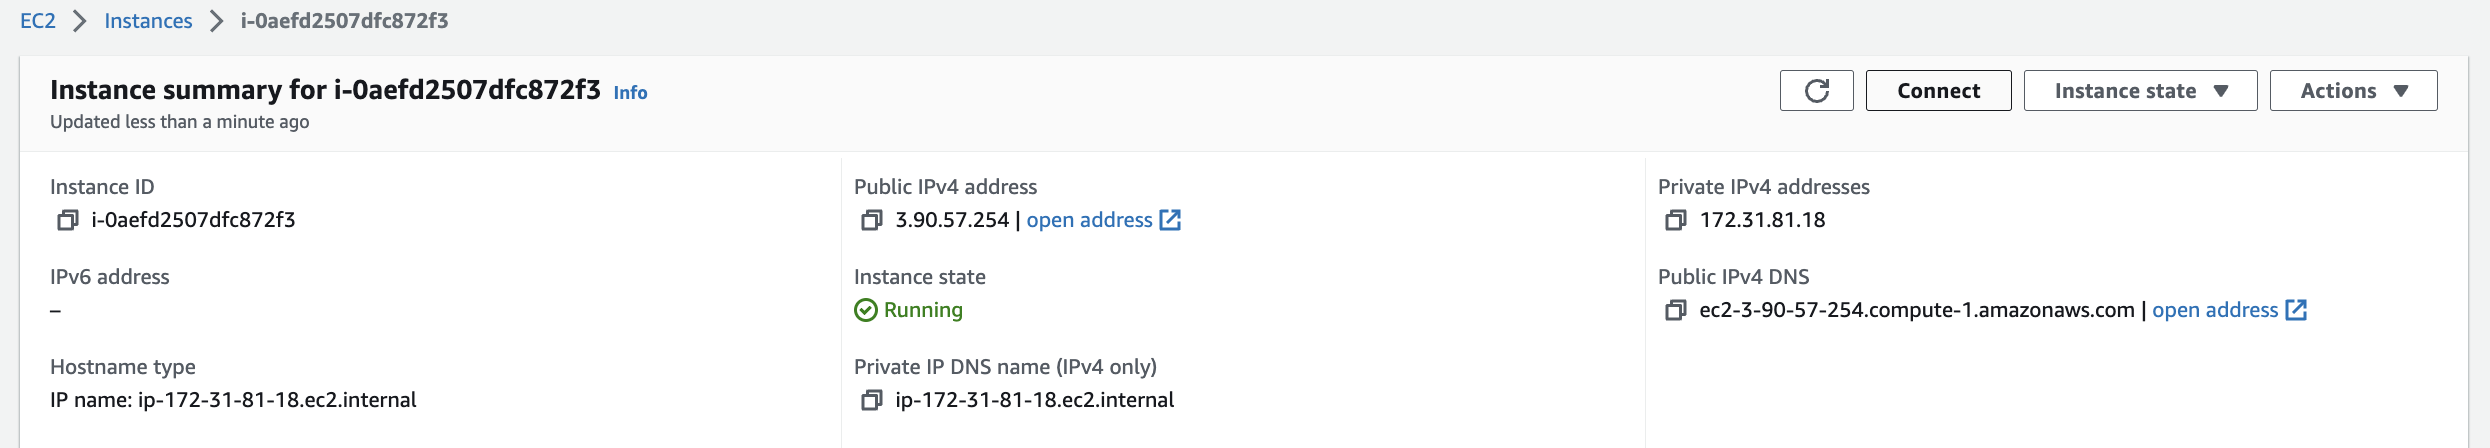 EC2 > Instances > i-0aefd2507dfc872f3
Instance summary for i-0aefd2507dfc872f3 Info
Updated less than a minute ago
Connect
Instance state
Actions
Instance ID
i-0aefd2507dfc872f3
Public IPv4 address
3.90.57.254 | open address
Private IPv4 addresses
172.31.81.18
IPv6 address
–
Instance state
Running
Public IPv4 DNS
ec2-3-90-57-254.compute-1.amazonaws.com | open address
Hostname type
IP name: ip-172-31-81-18.ec2.internal
Private IP DNS name (IPv4 only)
ip-172-31-81-18.ec2.internal